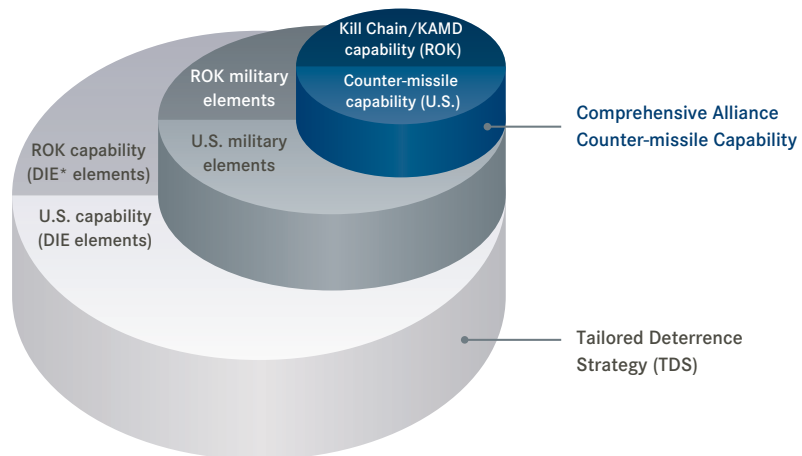 Kill Chain/KAMD
capability (ROK)
Counter-missile
capability (U.S.)
ROK military
elements
U.S. military
elements
ROK capability
(DIE* elements)
U.S. capability
(DIE elements)
Comprehensive Alliance
Counter-missile Capability
Tailored Deterrence
Strategy (TDS)